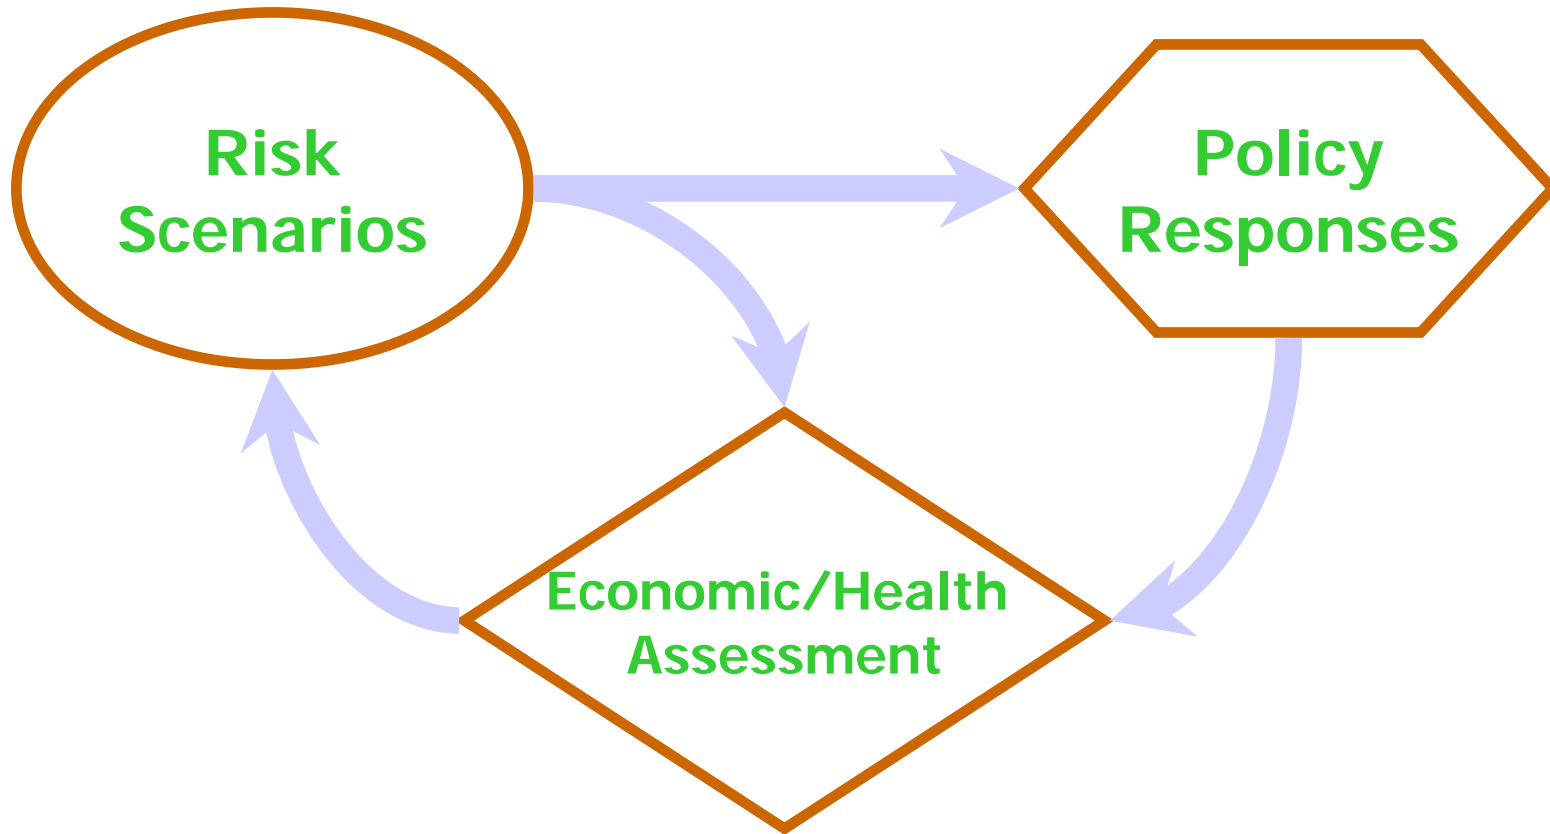 Risk
Scenarios
Policy
Responses
Economic/Health
Assessment